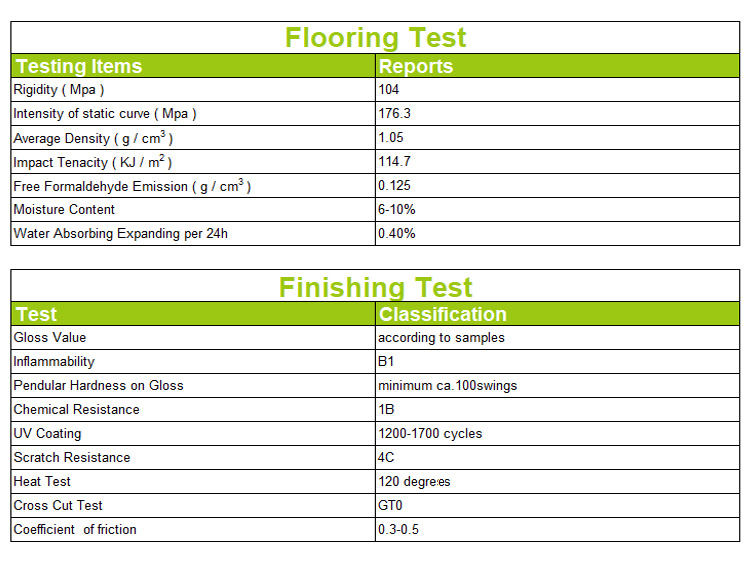 Flooring Test
Testing Items Reports
Rigidity ( Mpa ) 104
Intensity of static curve ( Mpa ) 176.3
Average Density ( g / cm³ ) 1.05
Impact Tenacity ( KJ / m² ) 114.7
Free Formaldehyde Emission ( g / cm³ ) 0.125
Moisture Content 6-10%
Water Absorbing Expanding per 24h 0.40%
Finishing Test
Test Classification
Gloss Value according to samples
Inflammability B1
Pendular Hardness on Gloss minimum ca.100swings
Chemical Resistance 1B
UV Coating 1200-1700 cycles
Scratch Resistance 4C
Heat Test 120 degrees
Cross Cut Test GT0
Coefficient of friction 0.3-0.5